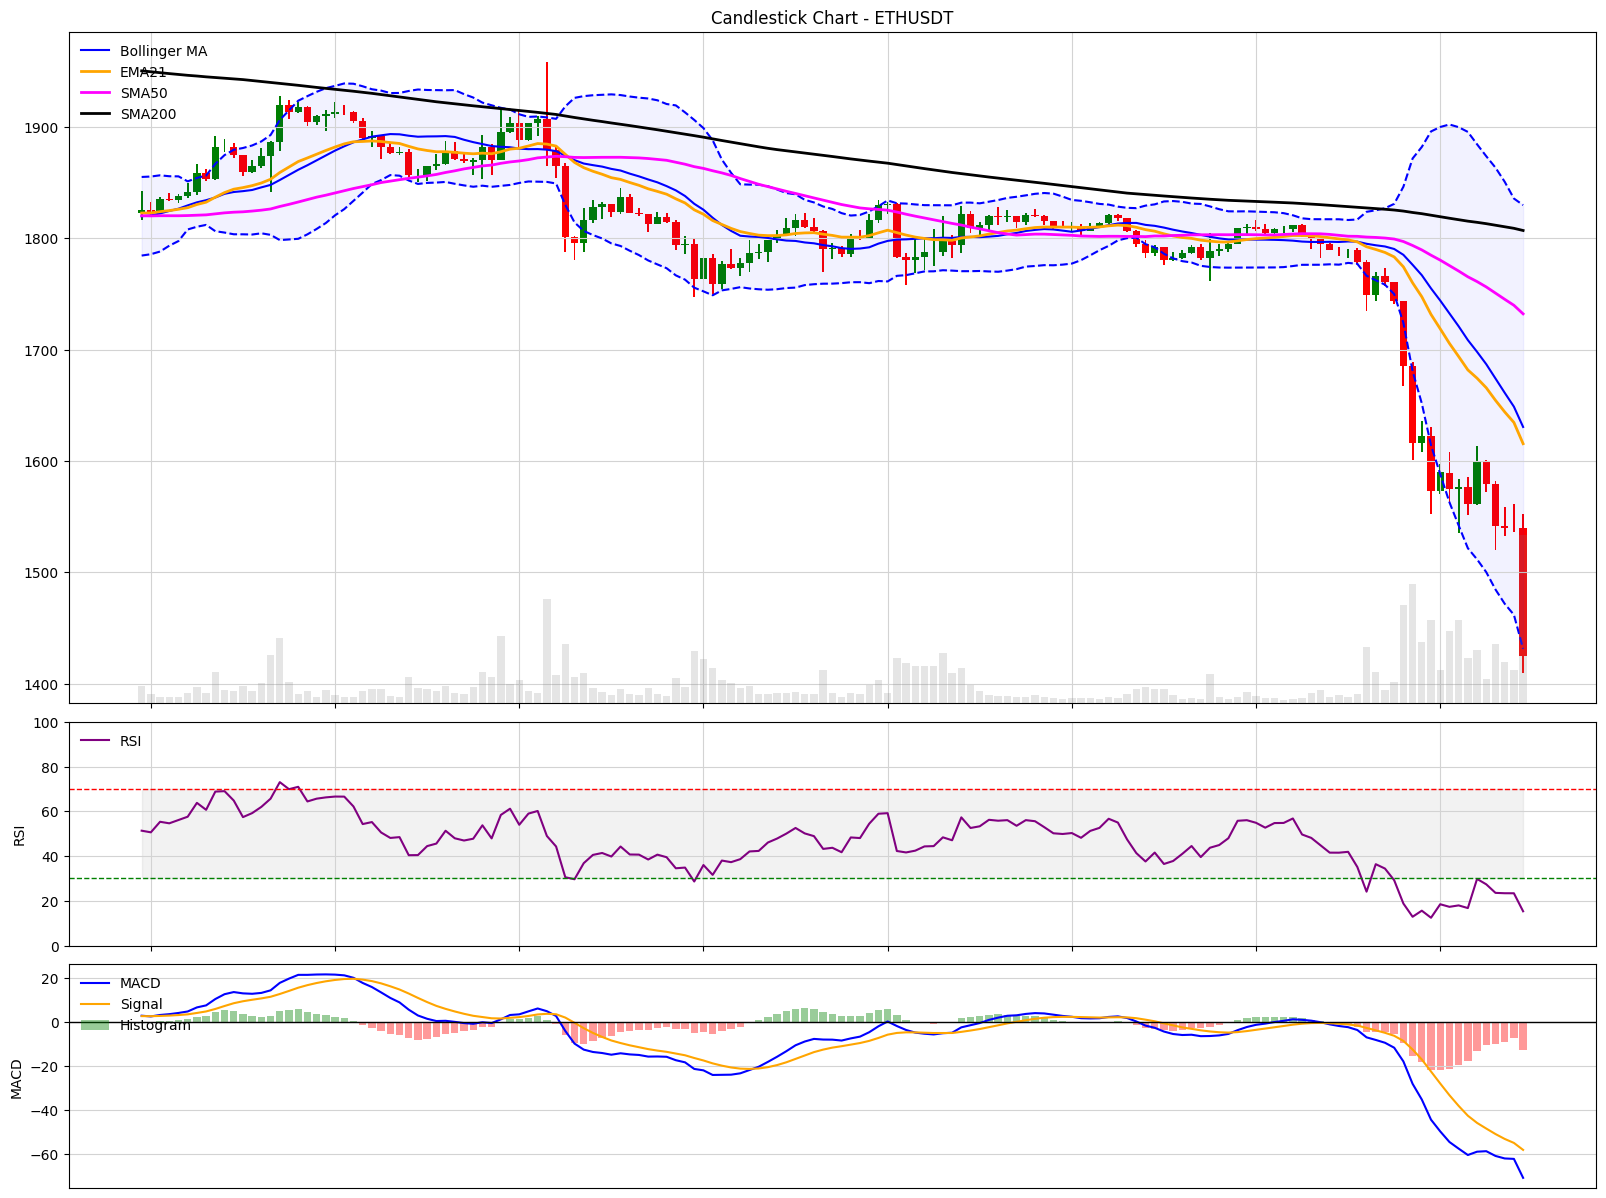 Candlestick Chart - ETHUSDT
Bollinger MA
EMA21
SMA50
SMA200
1900
1800
1700
1600
1500
1400
100
80
60
40
20
0
RSI
RSI
20
0
−20
−40
−60
MACD
MACD
Signal
Histogram